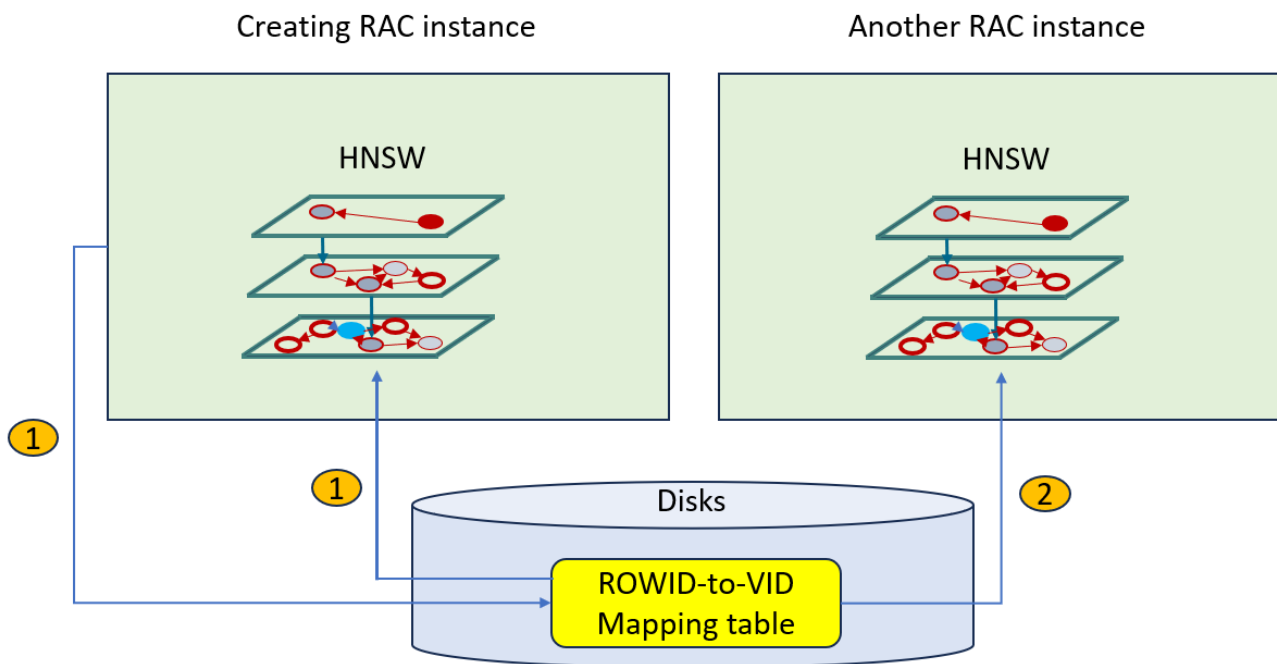 Creating RAC instance
Another RAC instance
HNSW
HNSW
1
1
2
Disks
ROWID-to-VID
Mapping table